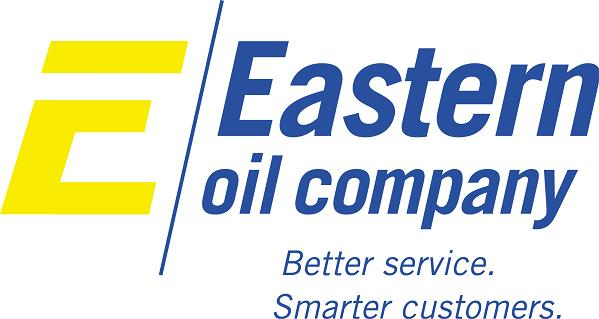 E
Eastern
oil company
Better service.
Smarter customers.